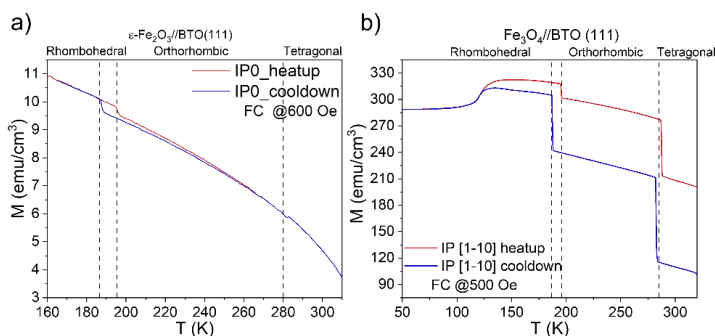 a)
ε-Fe₂O₃//BTO(111)
Rhombohedral Orthorhombic Tetragonal
IP0_heatup
IP0_cooldown
FC @600 Oe
M (emu/cm³)
11
10
9
8
7
6
5
4
3
160 180 200 220 240 260 280 300
T (K)
b)
Fe₃O₄//BTO (111)
Rhombohedral Orthorhombic Tetragonal
M (emu/cm³)
330
300
270
240
210
180
150
120
90
IP [1-10] heatup
IP [1-10] cooldown
FC @500 Oe
50 100 150 200 250 300
T (K)